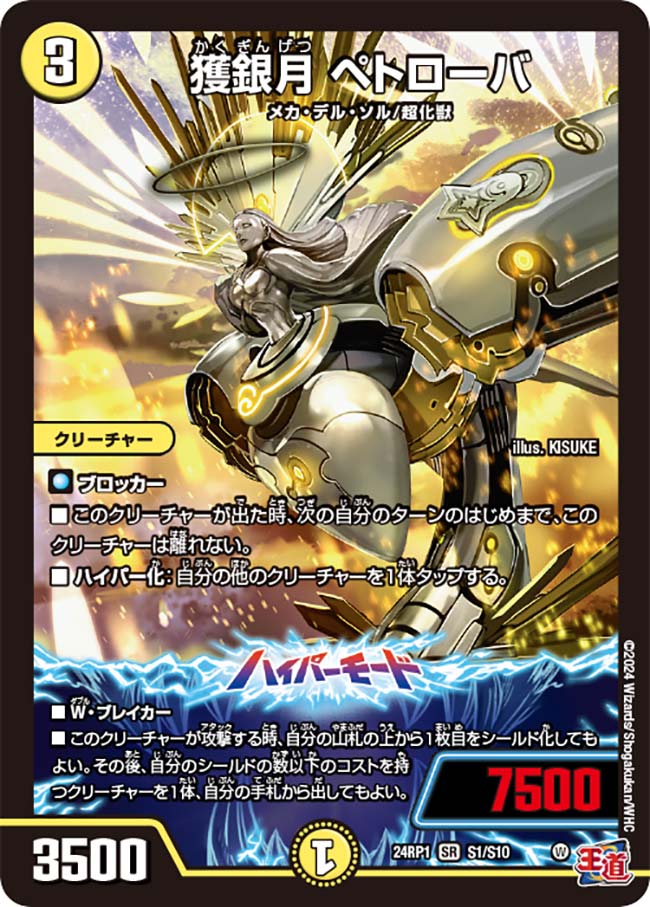 3
かくぎんげつ
獲銀月 ペトローバ
メカ・デル・ソル/超化獣
クリーチャー
illus. KISUKE
ブロッカー
■このクリーチャーが出た時、次の自分のターンのはじめまで、この
クリーチャーは離れない。
■ハイパー化:自分の他のクリーチャーを1体タップする。
ハイパーモード
■W・ブレイカー
■このクリーチャーが攻撃する時、自分の山札の上から1枚目をシールド化しても
よい。その後、自分のシールドの数以下のコストを持
つクリーチャーを1体、自分の手札から出してもよい。
7500
©2024 Wizards/Shogakukan/WHC
3500
1
24RP1 SR S1/S10
W
王道